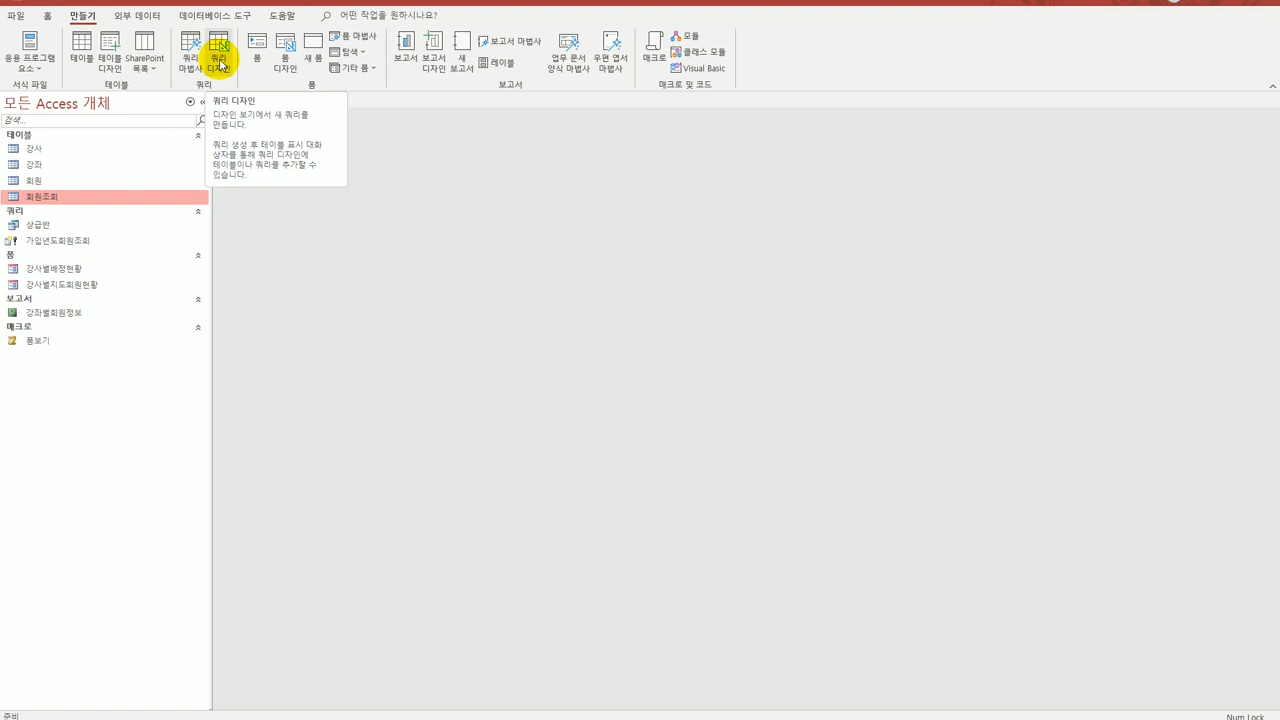 파일 홈 만들기 외부 데이터 데이터베이스 도구 도움말 어떤 작업을 원하시나요?
응용 프로그램
요소
서식 파일
테이블
테이블
디자인
SharePoint
목록
테이블
쿼리
마법사
쿼리
디자인
쿼리
폼
폼
디자인
새 폼
폼 마법사
탐색
기타 폼
폼
보고서
보고서
디자인
새
보고서
보고서 마법사
레이블
업무 문서
양식 마법사
우편 엽서
마법사
보고서
매크로
모듈
클래스 모듈
Visual Basic
매크로 및 코드
모든 Access 개체
검색...
테이블
강사
강좌
회원
회원조회
쿼리
상급반
가입년도회원조회
폼
강사별배정현황
강사별지도회원현황
보고서
강좌별회원정보
매크로
폼보기
쿼리 디자인
디자인 보기에서 새 쿼리를
만듭니다.
쿼리 생성 후 테이블 표시 대화
상자를 통해 쿼리 디자인에
테이블이나 쿼리를 추가할 수
있습니다.
준비
Num Lock